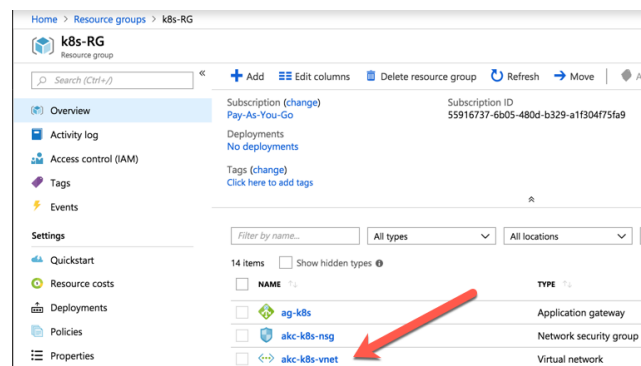 Home > Resource groups > k8s-RG
k8s-RG
Resource group
Search (Ctrl+/)
«
Overview
Activity log
Access control (IAM)
Tags
Events
Settings
Quickstart
Resource costs
Deployments
Policies
Properties
Add Edit columns Delete resource group Refresh Move
Subscription (change) Subscription ID
Pay-As-You-Go 55916737-6b05-480d-b329-a1f304f75fa9
Deployments
No deployments
Tags (change)
Click here to add tags
Filter by name... All types All locations
14 items Show hidden types
NAME TYPE
ag-k8s Application gateway
akc-k8s-nsg Network security group
akc-k8s-vnet Virtual network